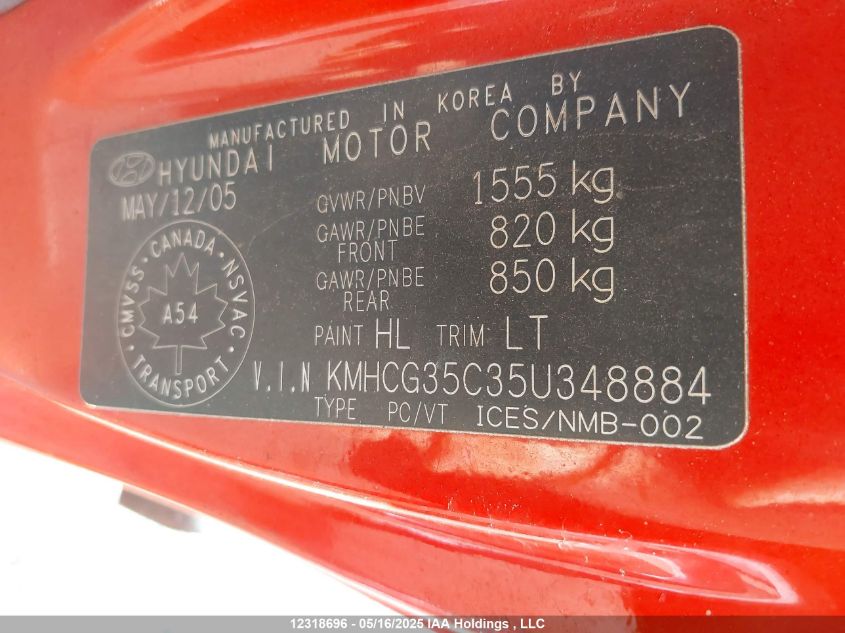 MANUFACTURED IN KOREA BY
HYUNDAI MOTOR COMPANY
MAY/12/05
GVWR/PNBV 1555 kg
GAWR/PNBE FRONT 820 kg
GAWR/PNBE REAR 850 kg
CANADA
CMVSS · NSVAC
A54
TRANSPORT
PAINT HL TRIM LT
V.I.N KMHCG35C35U348884
TYPE PC/VT ICES/NMB-002
12318696 - 05/16/2025 IAA Holdings , LLC